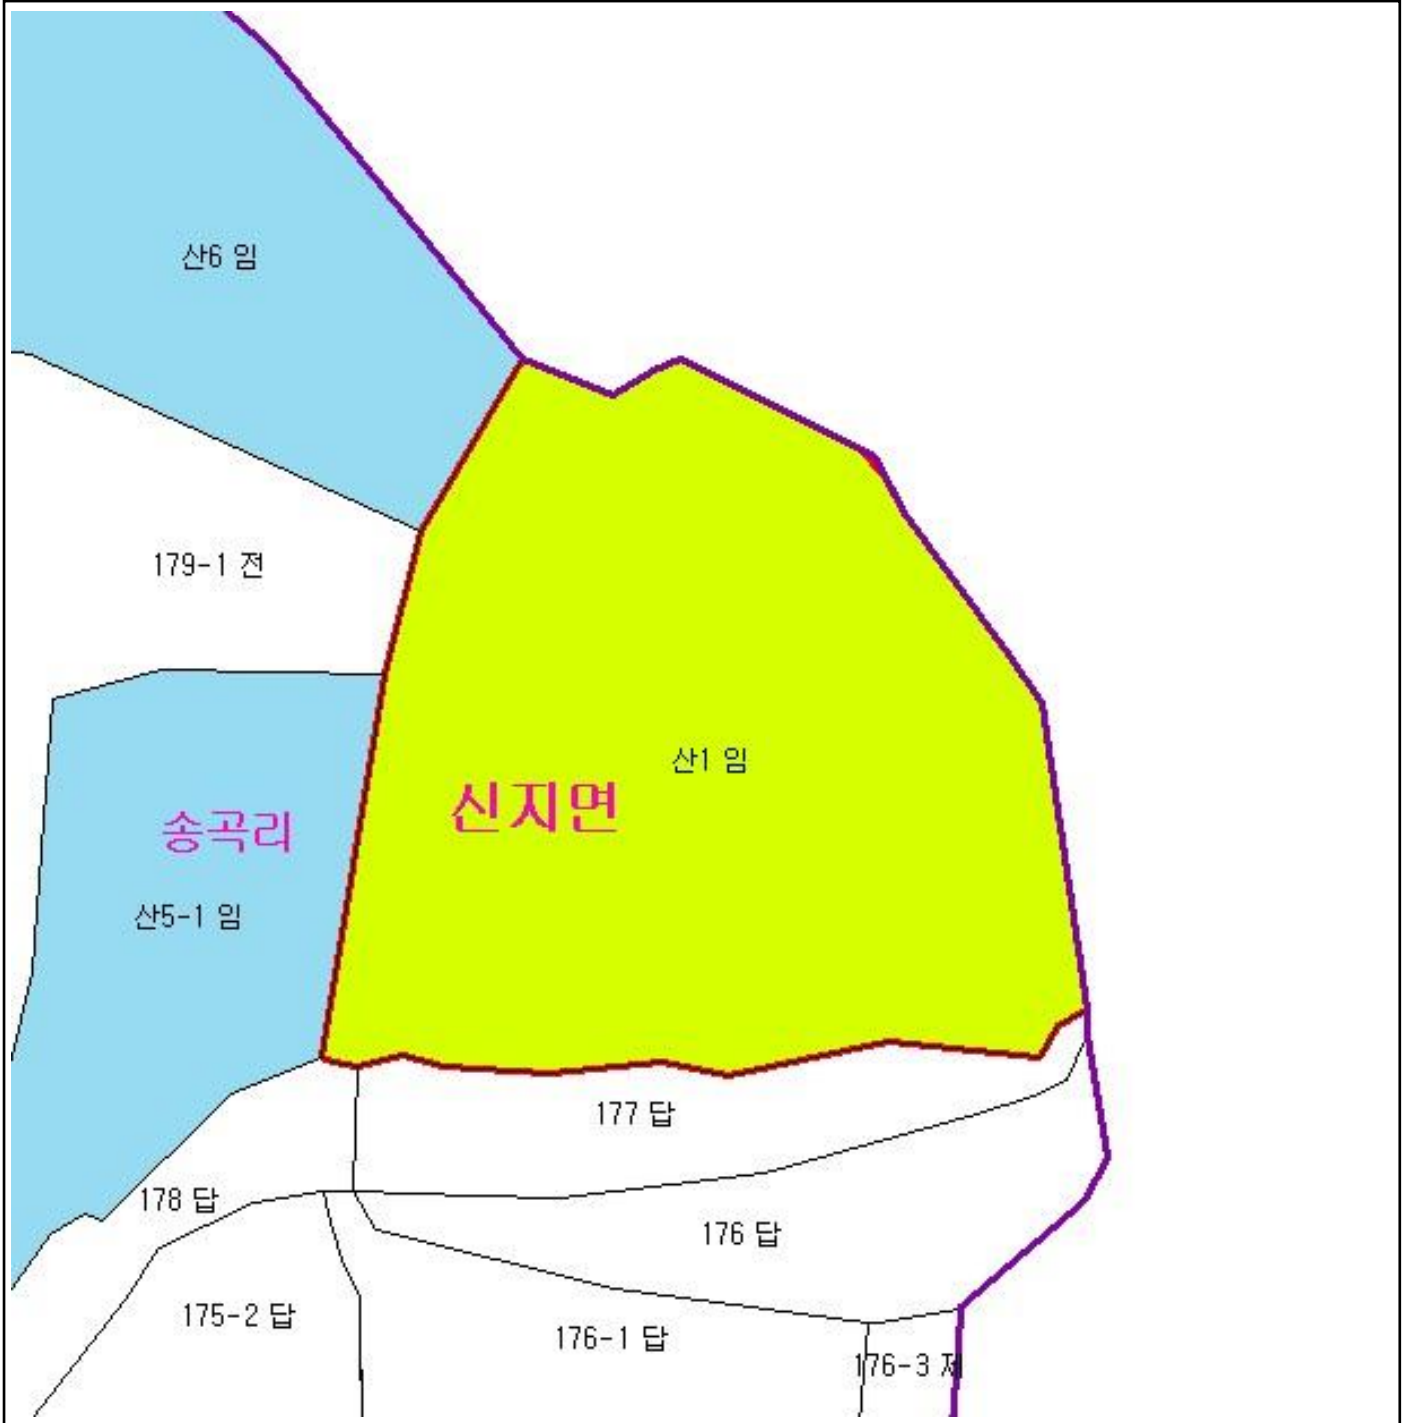 산6 임
179-1 전
산1 임
신지면
송곡리
산5-1 임
177 답
178 답
176 답
175-2 답
176-1 답
176-3 제